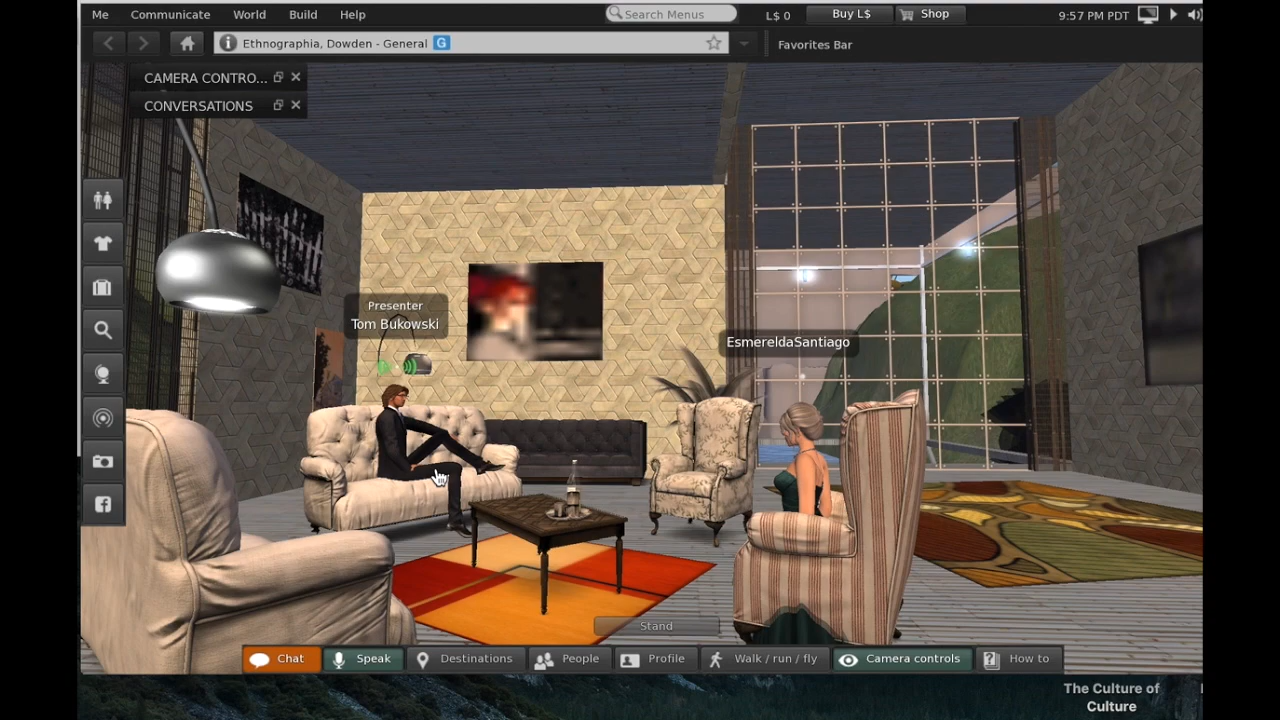 Me Communicate World Build Help Search Menus L$ 0 Buy L$ Shop 9:57 PM PDT
Ethnographia, Dowden - General G Favorites Bar
CAMERA CONTRO...
CONVERSATIONS
Presenter
Tom Bukowski
EsmereldaSantiago
Stand
Chat Speak Destinations People Profile Walk / run / fly Camera controls How to
The Culture of
Culture